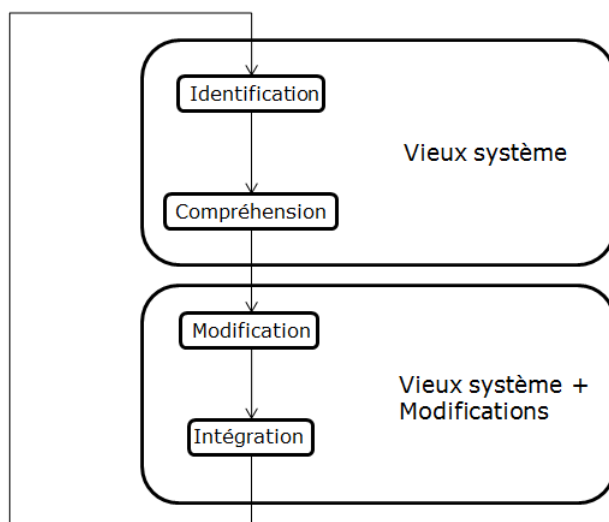 Identification
Vieux système
Compréhension
Modification
Vieux système +
Modifications
Intégration